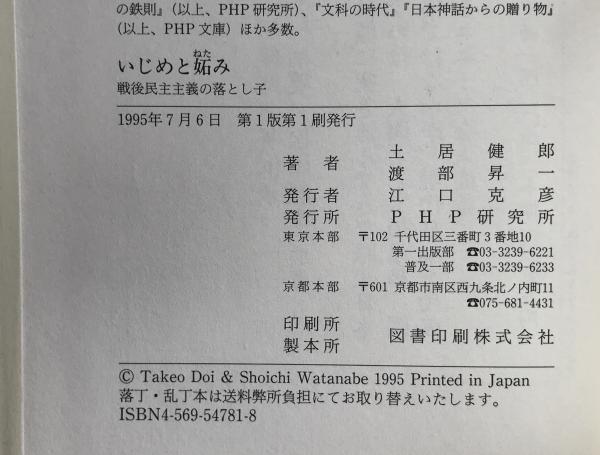 の鉄則』(以上、PHP研究所)、『文科の時代』『日本神話からの贈り物』
(以上、PHP文庫)ほか多数。
いじめと妬み
ねた
戦後民主主義の落とし子
1995年7月6日 第1版第1刷発行
著者 土居健郎
渡部昇一
発行者 江口克彦
発行所 PHP研究所
東京本部 〒102 千代田区三番町3番地10
第一出版部 ☎03-3239-6221
普及一部 ☎03-3239-6233
京都本部 〒601 京都市南区西九条北ノ内町11
☎075-681-4431
印刷所
製本所 図書印刷株式会社
© Takeo Doi & Shoichi Watanabe 1995 Printed in Japan
落丁・乱丁本は送料弊所負担にてお取り替えいたします。
ISBN4-569-54781-8